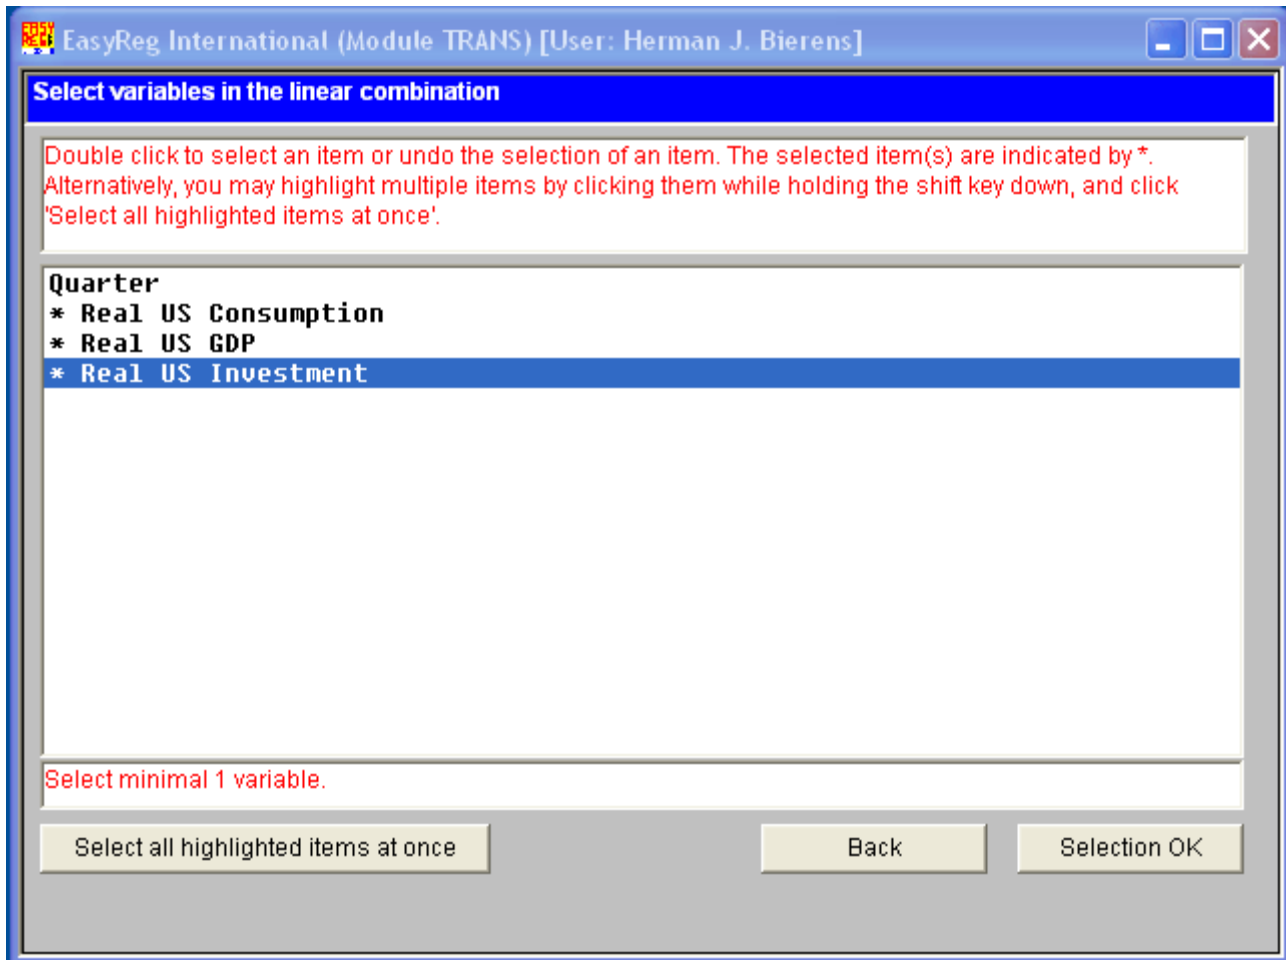 EASY
REG
EasyReg International (Module TRANS) [User: Herman J. Bierens]
Select variables in the linear combination
Double click to select an item or undo the selection of an item. The selected item(s) are indicated by *.
Alternatively, you may highlight multiple items by clicking them while holding the shift key down, and click
'Select all highlighted items at once'.
Quarter
* Real US Consumption
* Real US GDP
* Real US Investment
Select minimal 1 variable.
Select all highlighted items at once
Back
Selection OK